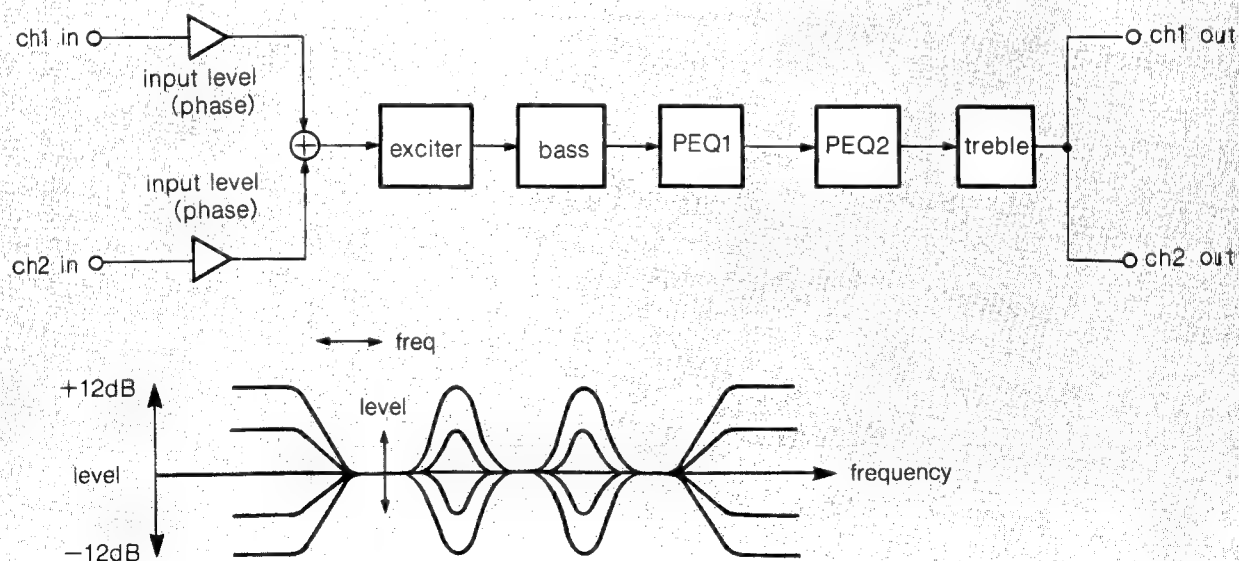 ch1 in
input level
(phase)
input level
(phase)
ch2 in
+
exciter
bass
PEQ1
PEQ2
treble
ch1 out
ch2 out
freq
+12dB
level
level
frequency
−12dB